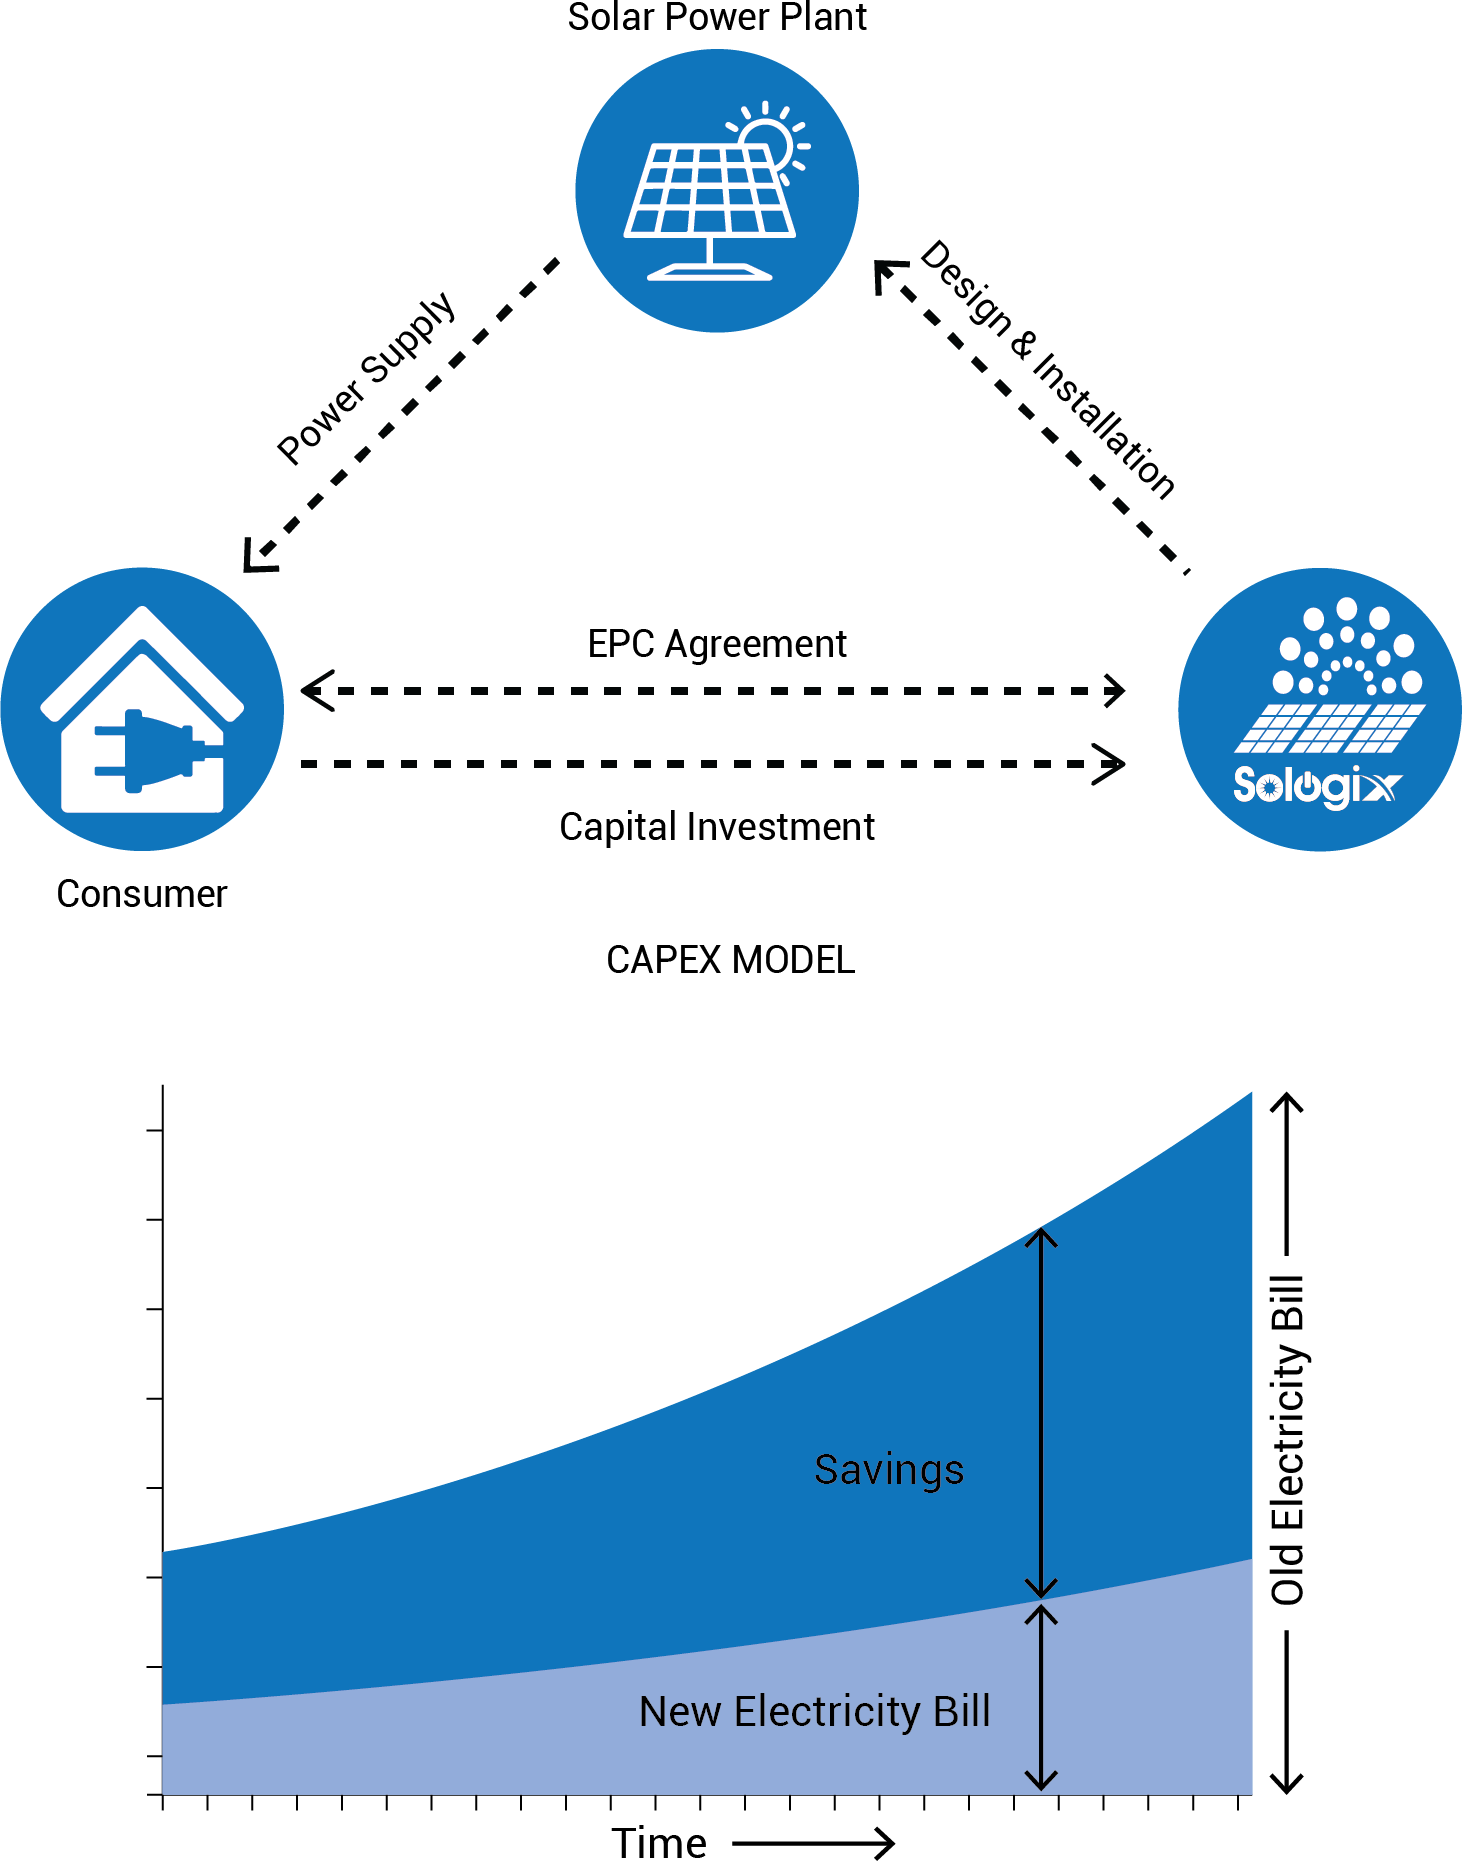 Solar Power Plant
Power Supply
Design & Installation
EPC Agreement
Capital Investment
Sologix
Consumer
CAPEX MODEL
Savings
New Electricity Bill
Old Electricity Bill
Time